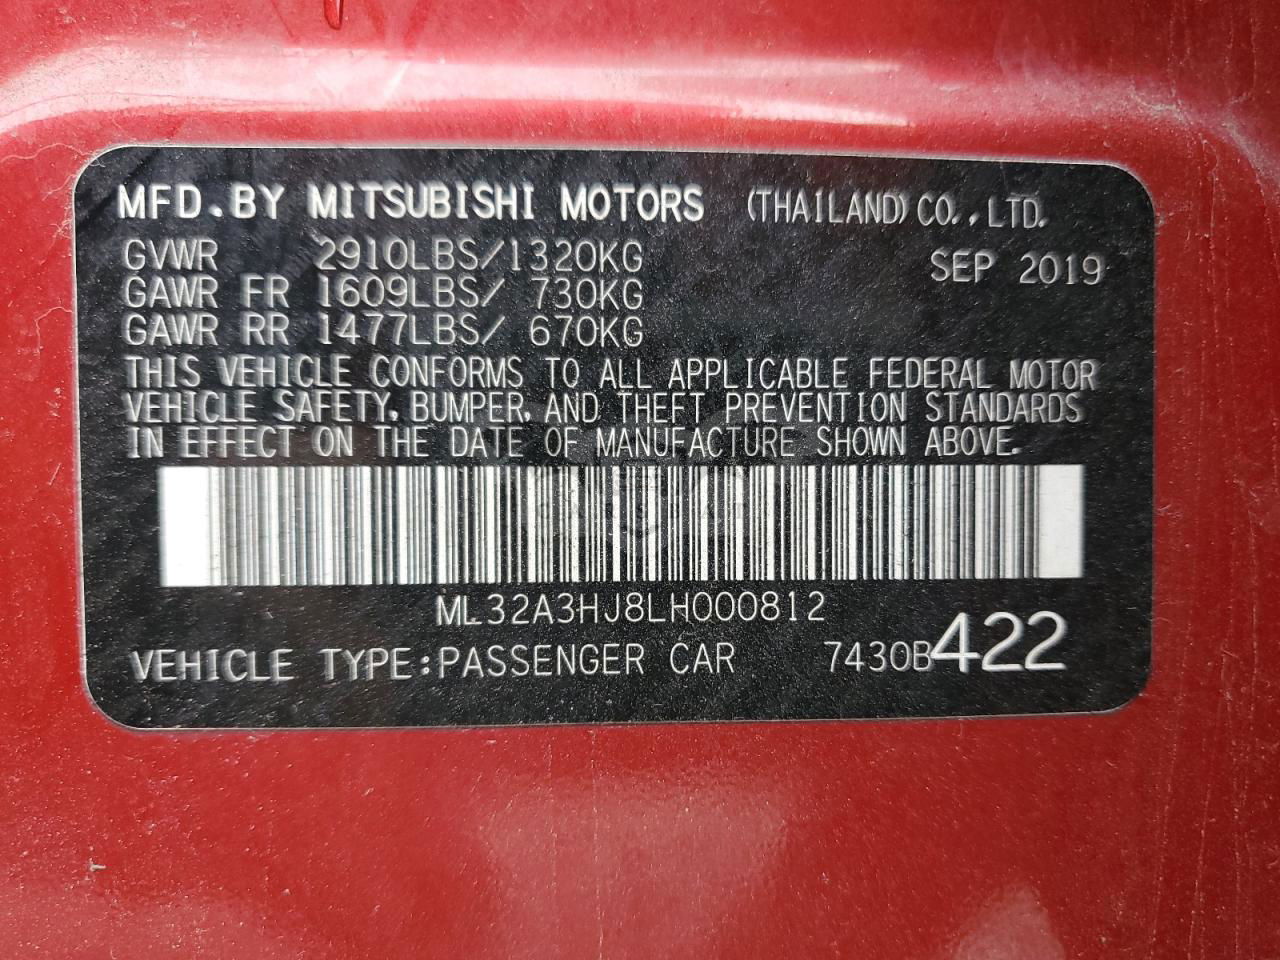 MFD.BY MITSUBISHI MOTORS (THAILAND) CO., LTD.
GVWR 2910LBS/1320KG SEP 2019
GAWR FR 1609LBS/ 730KG
GAWR RR 1477LBS/ 670KG
THIS VEHICLE CONFORMS TO ALL APPLICABLE FEDERAL MOTOR
VEHICLE SAFETY, BUMPER, AND THEFT PREVENTION STANDARDS
IN EFFECT ON THE DATE OF MANUFACTURE SHOWN ABOVE.
ML32A3HJ8LH000812
VEHICLE TYPE:PASSENGER CAR 7430B422